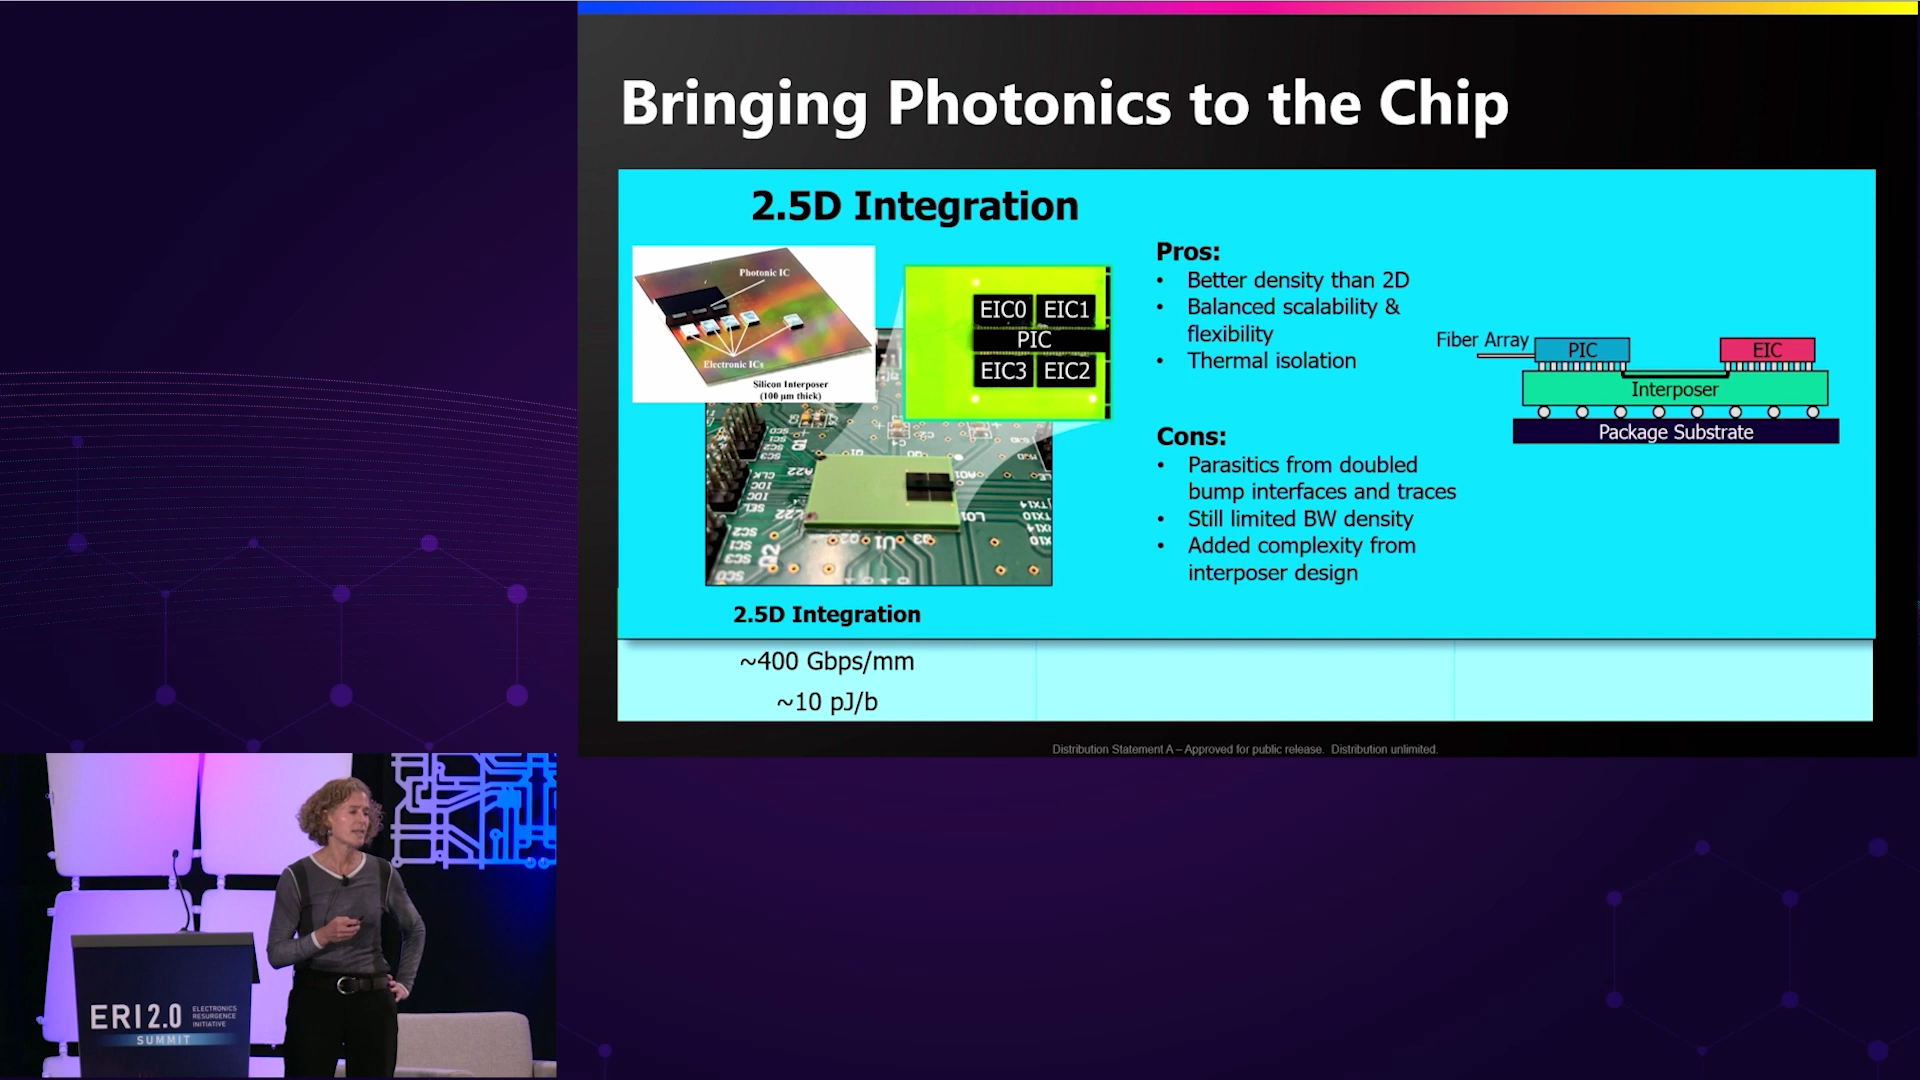 Bringing Photonics to the Chip
2.5D Integration
Photonic IC
Electronic ICs
Silicon Interposer
(100 μm thick)
EIC0 EIC1
PIC
EIC3 EIC2
2.5D Integration
~400 Gbps/mm
~10 pJ/b
Pros:
• Better density than 2D
• Balanced scalability &
flexibility
• Thermal isolation
Cons:
• Parasitics from doubled
bump interfaces and traces
• Still limited BW density
• Added complexity from
interposer design
Fiber Array
PIC
EIC
Interposer
Package Substrate
Distribution Statement A – Approved for public release. Distribution unlimited.
ERI 2.0
ELECTRONICS
RESURGENCE
INITIATIVE
SUMMIT